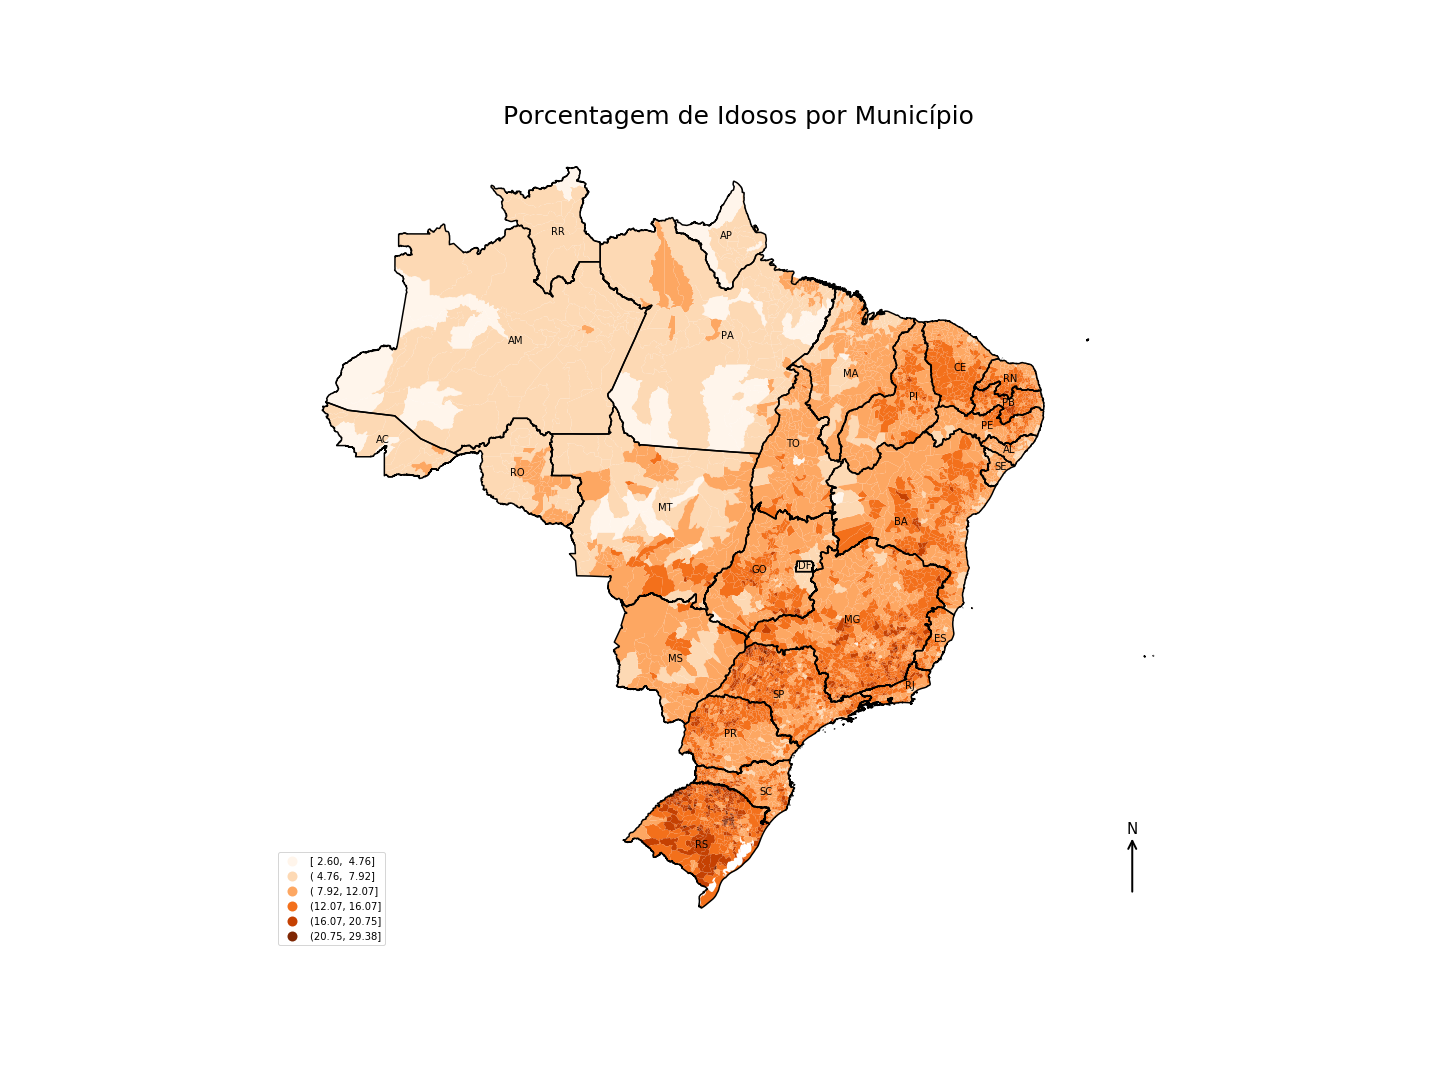 Porcentagem de Idosos por Município
RR
AP
AM
PA
MA
CE
RN
PI
PB
PE
AC
TO
AL
RO
SE
MT
BA
GO
DF
MG
ES
MS
RJ
SP
PR
SC
RS
N
[ 2.60,  4.76]
( 4.76,  7.92]
( 7.92, 12.07]
(12.07, 16.07]
(16.07, 20.75]
(20.75, 29.38]